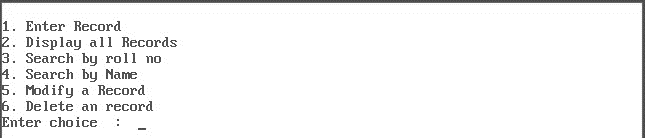 1. Enter Record
2. Display all Records
3. Search by roll no
4. Search by Name
5. Modify a Record
6. Delete an record
Enter choice  :  _